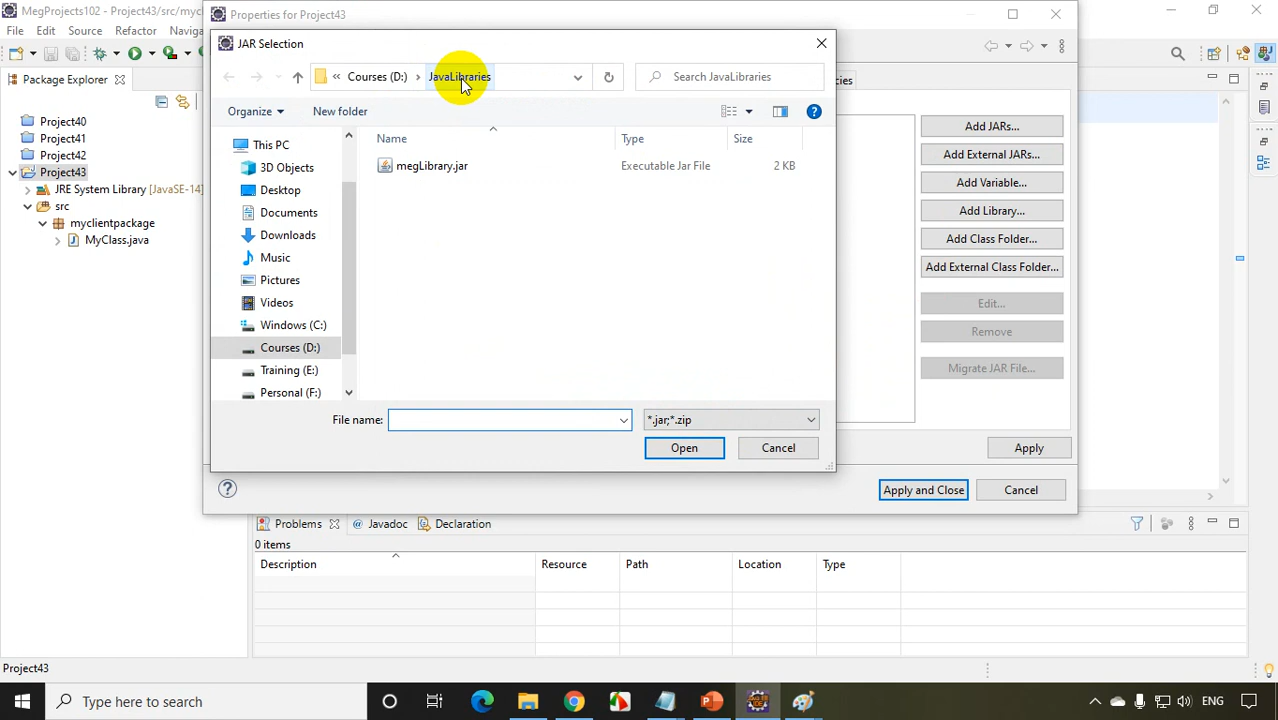 MegProjects102 - Project43/src/myc
Properties for Project43
File Edit Source Refactor Naviga
Package Explorer
Project40
Project41
Project42
Project43
JRE System Library [JavaSE-14]
src
myclientpackage
MyClass.java
JAR Selection
« Courses (D:) › JavaLibraries
Search JavaLibraries
Organize
New folder
This PC
3D Objects
Desktop
Documents
Downloads
Music
Pictures
Videos
Windows (C:)
Courses (D:)
Training (E:)
Personal (F:)
Name Type Size
megLibrary.jar Executable Jar File 2 KB
File name:
*.jar;*.zip
Open
Cancel
cies
Add JARs...
Add External JARs...
Add Variable...
Add Library...
Add Class Folder...
Add External Class Folder...
Edit...
Remove
Migrate JAR File...
Apply
Apply and Close
Cancel
Problems @ Javadoc Declaration
0 items
Description Resource Path Location Type
Project43
Type here to search
ENG